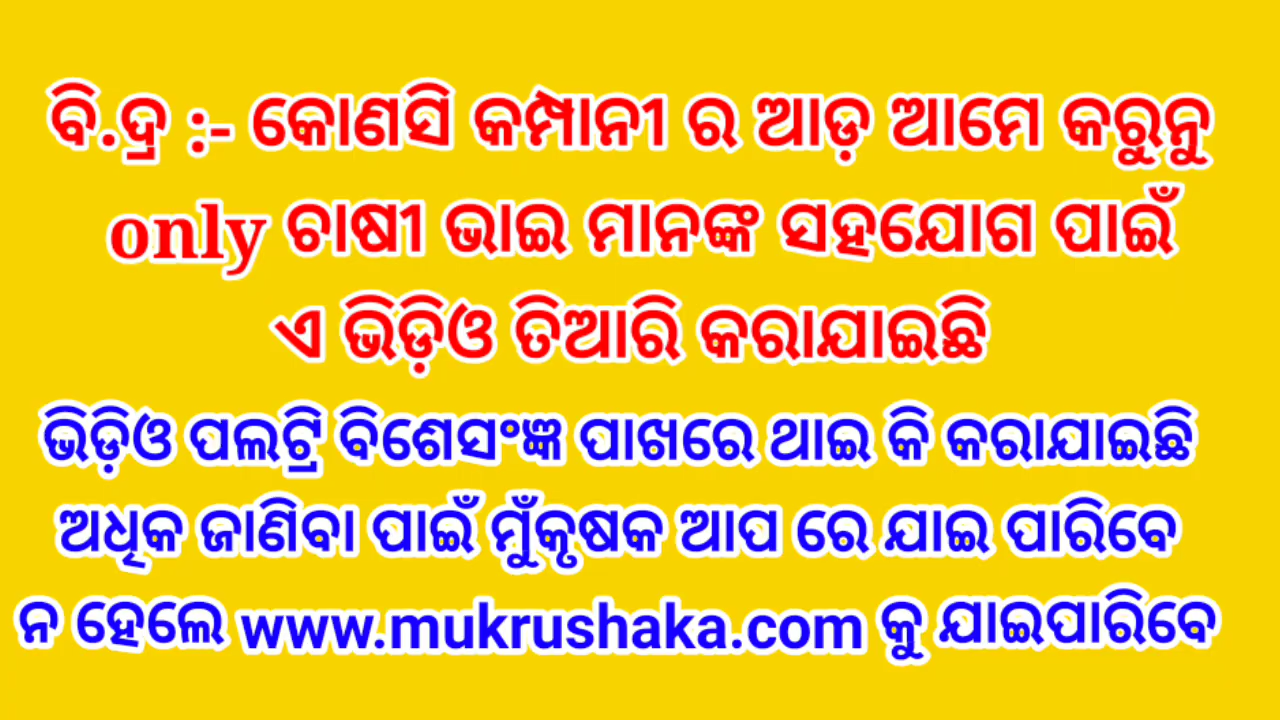 ବି.ଦ୍ର :- କୋଣସି କମ୍ପାନୀ ର ଆଡ଼ ଆମେ କରୁନୁ
only ଚାଷୀ ଭାଇ ମାନଙ୍କ ସହଯୋଗ ପାଇଁ
ଏ ଭିଡ଼ିଓ ତିଆରି କରାଯାଇଛି
ଭିଡ଼ିଓ ପଲଟ୍ରି ବିଶେସଂଜ୍ଞ ପାଖରେ ଥାଇ କି କରାଯାଇଛି
ଅଧିକ ଜାଣିବା ପାଇଁ ମୁଁକୃଷକ ଆପ ରେ ଯାଇ ପାରିବେ
ନ ହେଲେ www.mukrushaka.com କୁ ଯାଇପାରିବେ